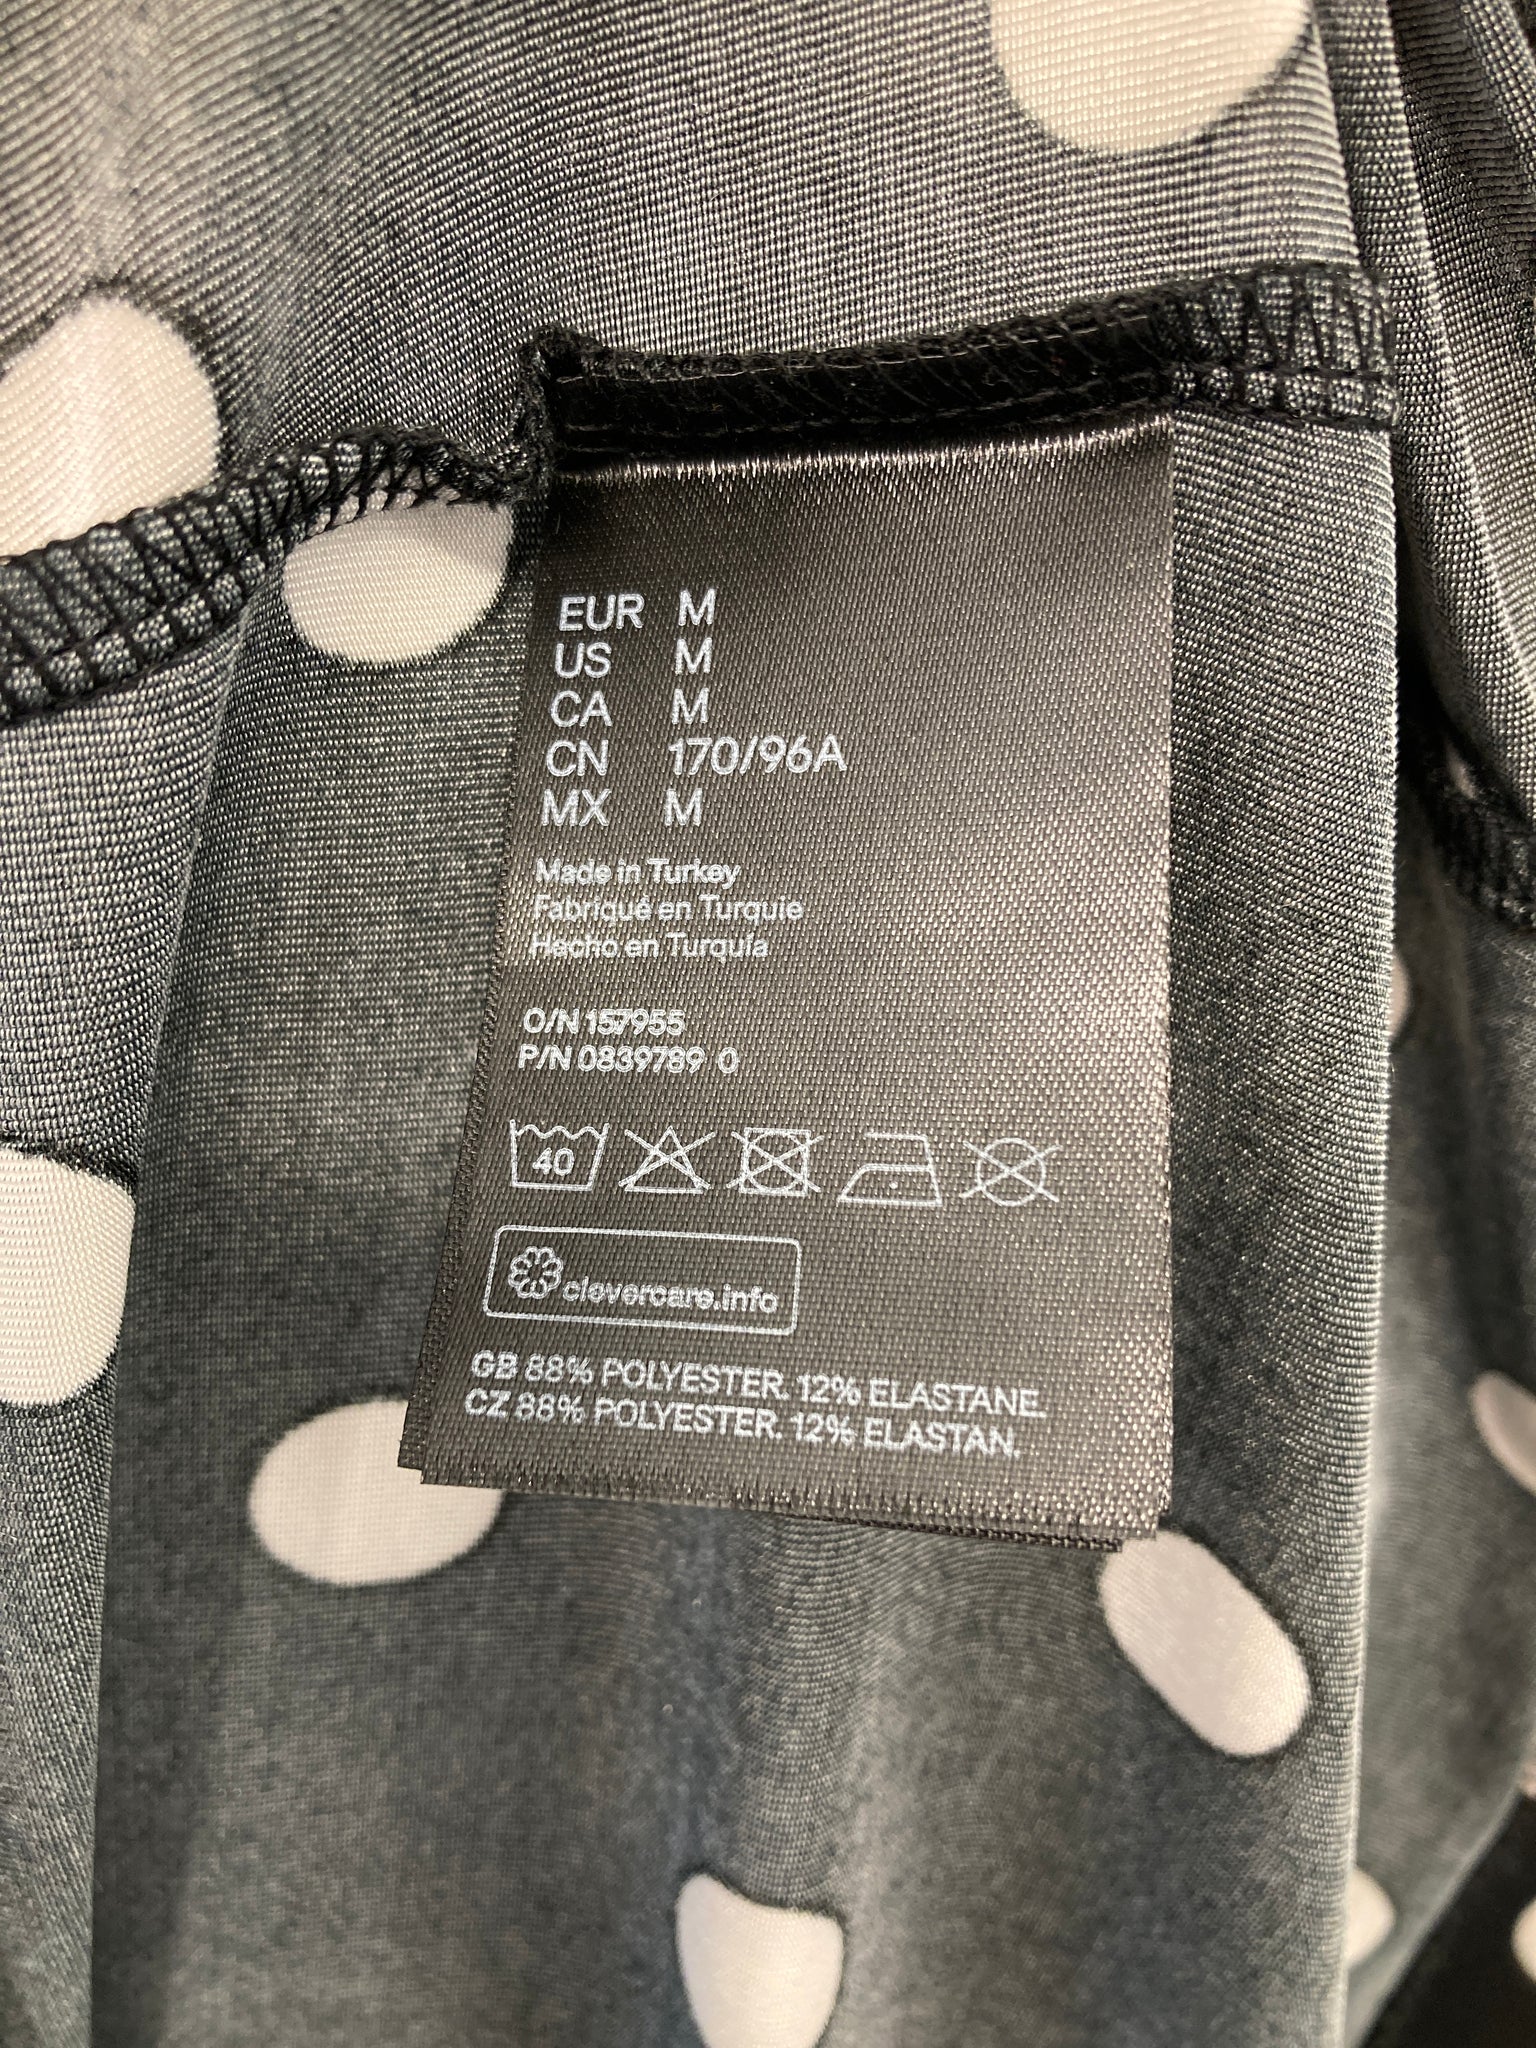 EUR M
US M
CA M
CN 170/96A
MX M
Made in Turkey
Fabriqué en Turquie
Hecho en Turquía
O/N 157955
P/N 0839789 0
40
clevercare.info
GB 88% POLYESTER. 12% ELASTANE.
CZ 88% POLYESTER. 12% ELASTAN.